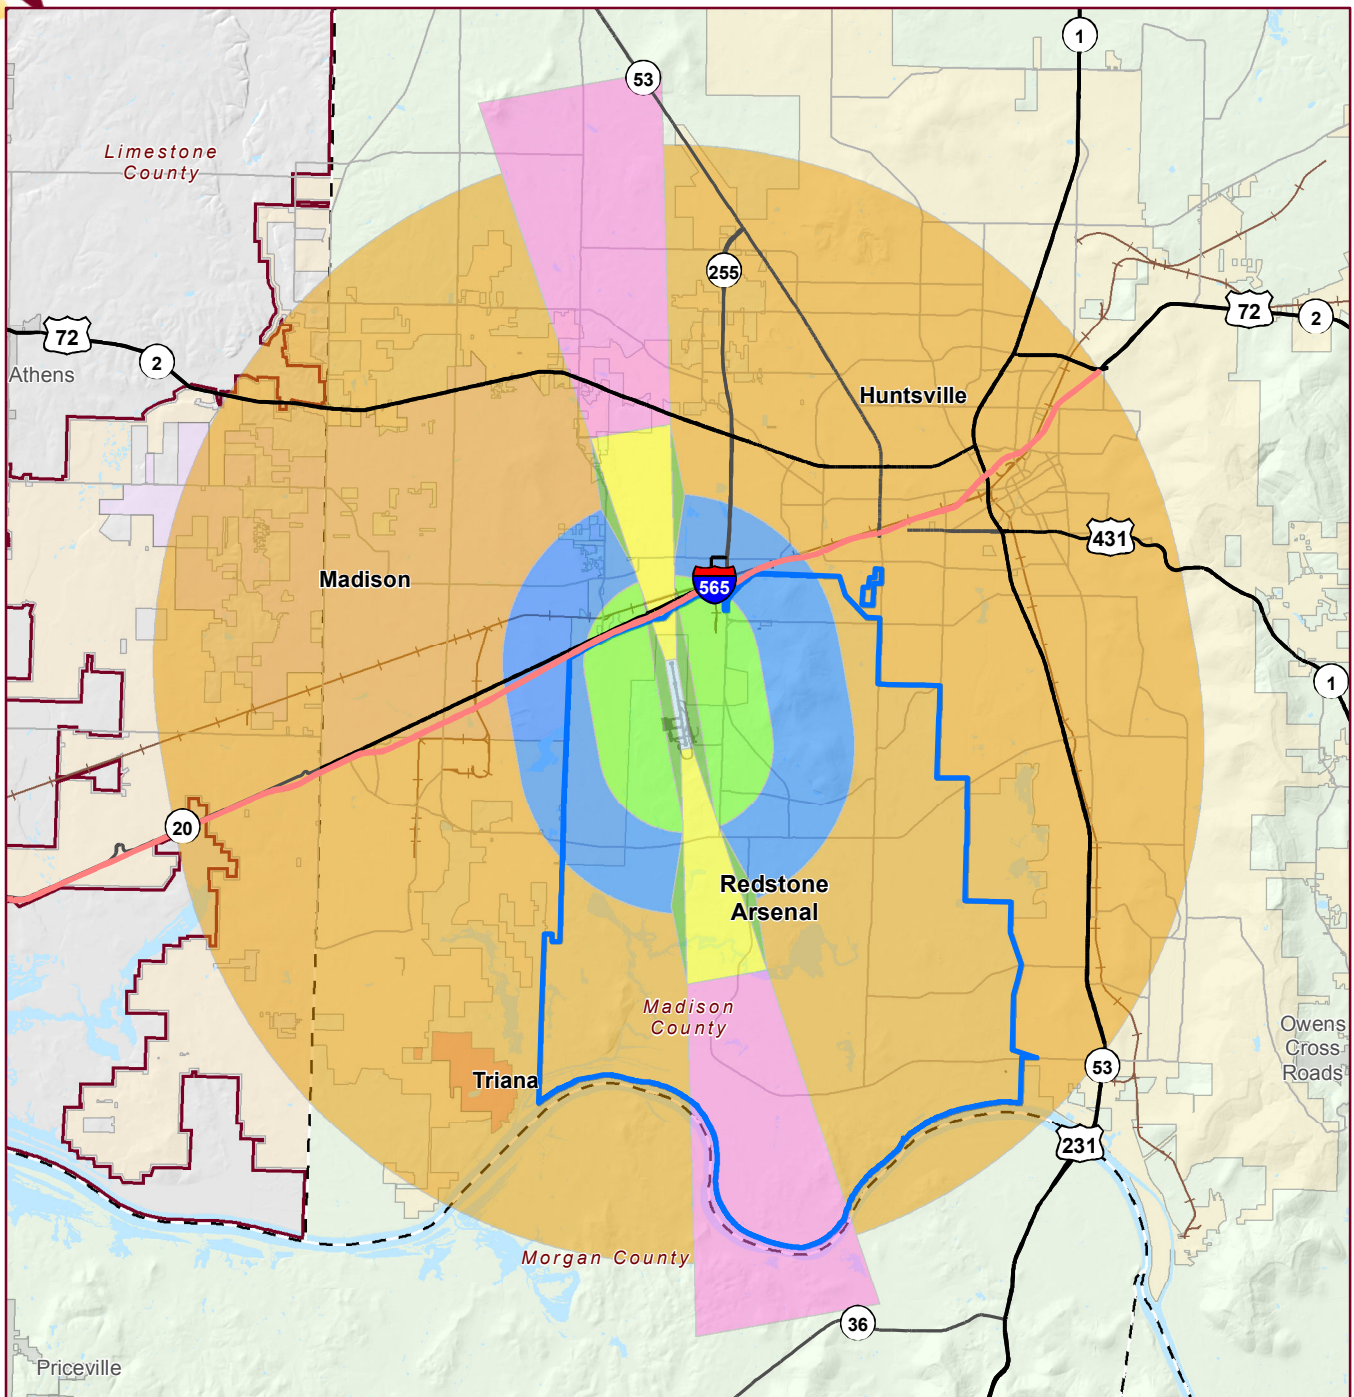 1
53
Limestone
County
255
72
2
72
2
Athens
Huntsville
431
Madison
565
1
20
Redstone
Arsenal
Madison
County
Owens
Cross
Roads
53
Triana
231
Morgan County
36
Priceville